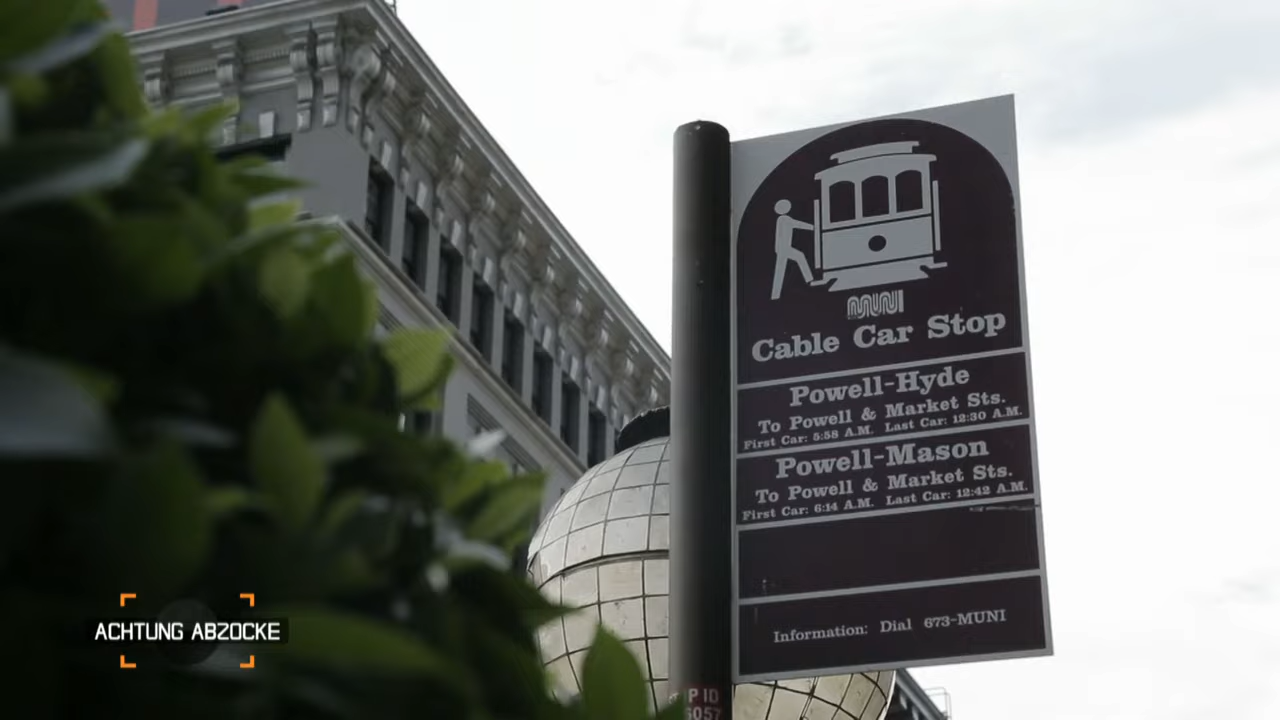 MUNI
Cable Car Stop
Powell-Hyde
To Powell & Market Sts.
First Car: 5:58 A.M. Last Car: 12:30 A.M.
Powell-Mason
To Powell & Market Sts.
First Car: 6:14 A.M. Last Car: 12:42 A.M.
Information: Dial 673-MUNI
P ID
6057
ACHTUNG ABZOCKE